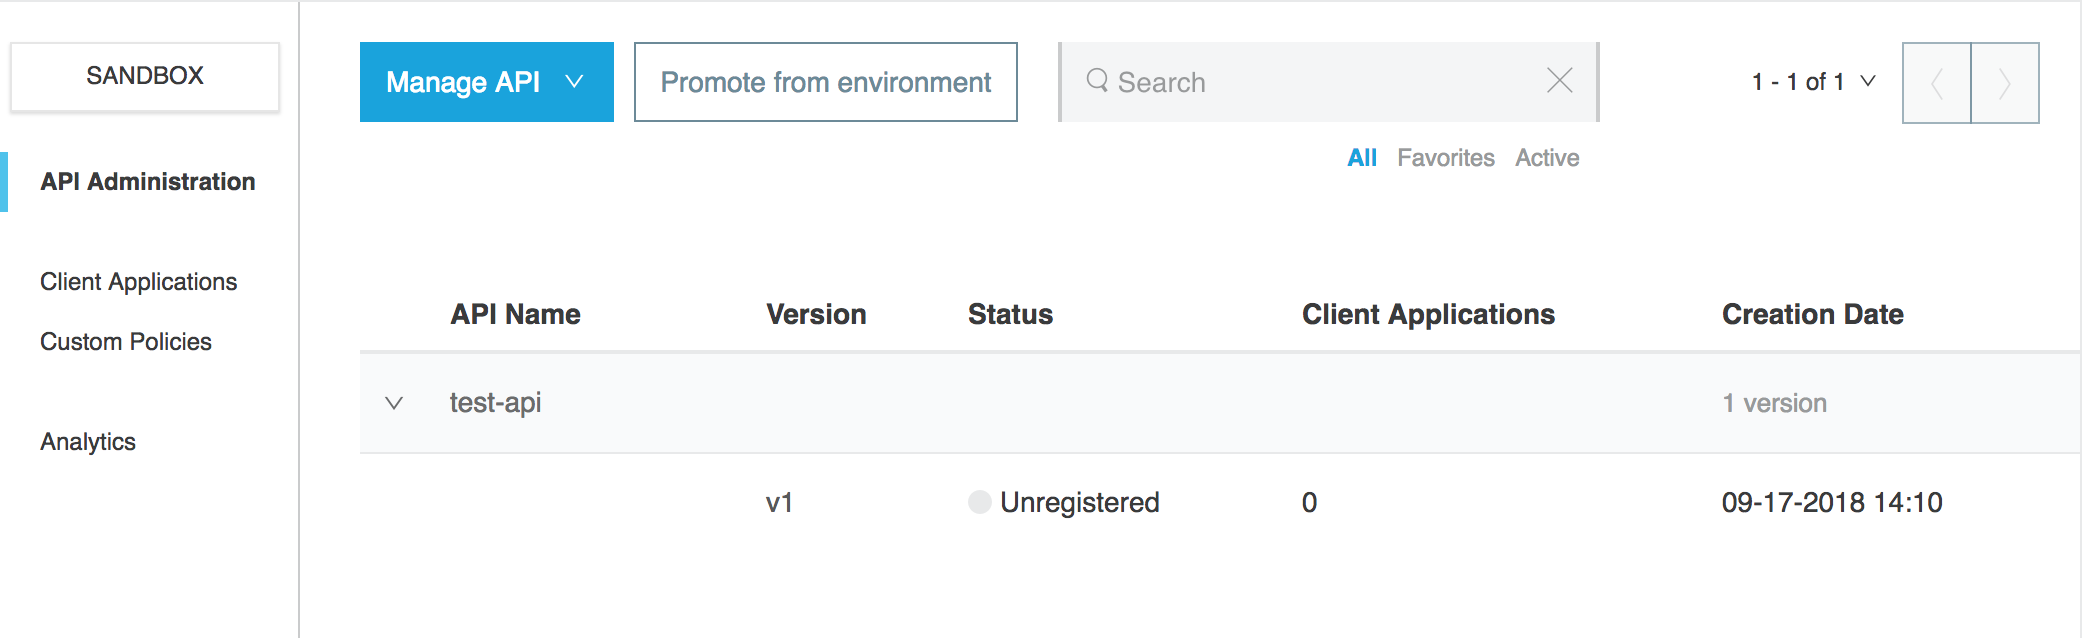 SANDBOX
API Administration
Client Applications
Custom Policies
Analytics
Manage API
Promote from environment
Search
1 - 1 of 1
All Favorites Active
API Name Version Status Client Applications Creation Date
test-api 1 version
v1 Unregistered 0 09-17-2018 14:10